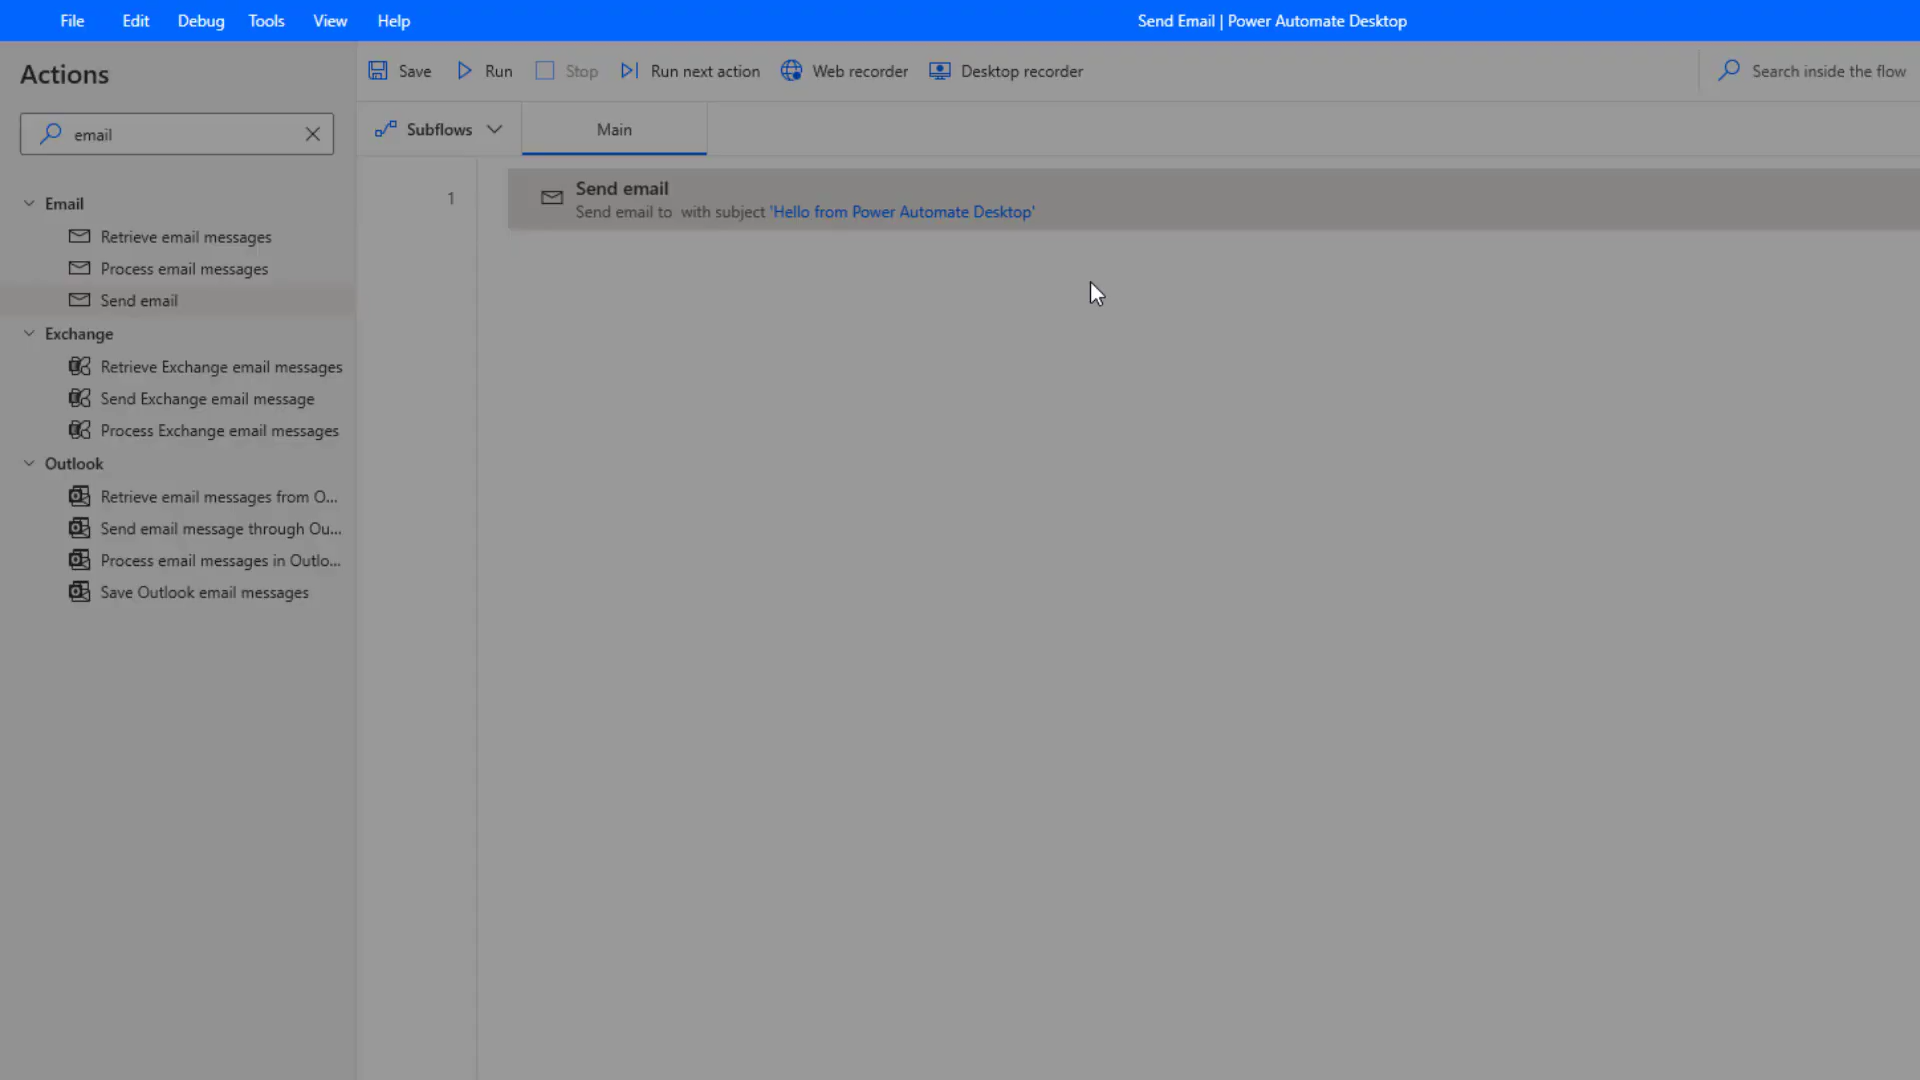 File Edit Debug Tools View Help
Send Email | Power Automate Desktop
Actions
Save Run Stop Run next action Web recorder Desktop recorder
Search inside the flow
email
Subflows
Main
Email
Retrieve email messages
Process email messages
Send email
Exchange
Retrieve Exchange email messages
Send Exchange email message
Process Exchange email messages
Outlook
Retrieve email messages from O...
Send email message through Ou...
Process email messages in Outlo...
Save Outlook email messages
1
Send email
Send email to with subject 'Hello from Power Automate Desktop'